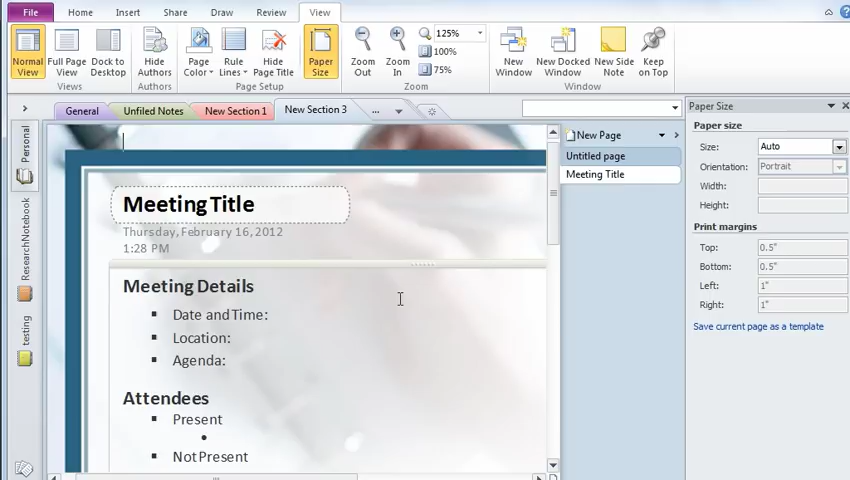 File Home Insert Share Draw Review View
Normal View
Full Page View
Dock to Desktop
Hide Authors
Page Color
Rule Lines
Hide Page Title
Paper Size
Zoom Out
Zoom In
125%
100%
75%
New Window
New Docked Window
New Side Note
Keep on Top
Views Authors Page Setup Zoom Window
General Unfiled Notes New Section 1 New Section 3 ...
Personal
ResearchNotebook
testing
Meeting Title
Thursday, February 16, 2012
1:28 PM
Meeting Details
Date and Time:
Location:
Agenda:
Attendees
Present
Not Present
New Page
Untitled page
Meeting Title
Paper Size
Paper size
Size: Auto
Orientation: Portrait
Width:
Height:
Print margins
Top: 0.5"
Bottom: 0.5"
Left: 1"
Right: 1"
Save current page as a template